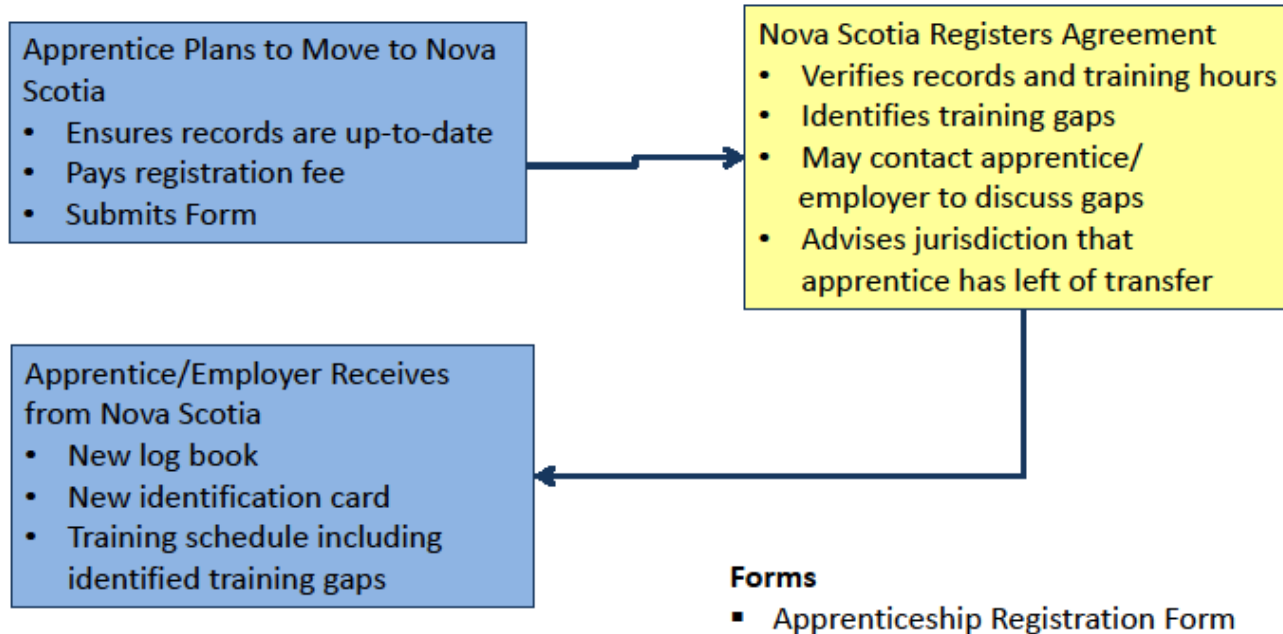 Apprentice Plans to Move to Nova
Scotia
• Ensures records are up-to-date
• Pays registration fee
• Submits Form
Nova Scotia Registers Agreement
• Verifies records and training hours
• Identifies training gaps
• May contact apprentice/
employer to discuss gaps
• Advises jurisdiction that
apprentice has left of transfer
Apprentice/Employer Receives
from Nova Scotia
• New log book
• New identification card
• Training schedule including
identified training gaps
Forms
▪ Apprenticeship Registration Form